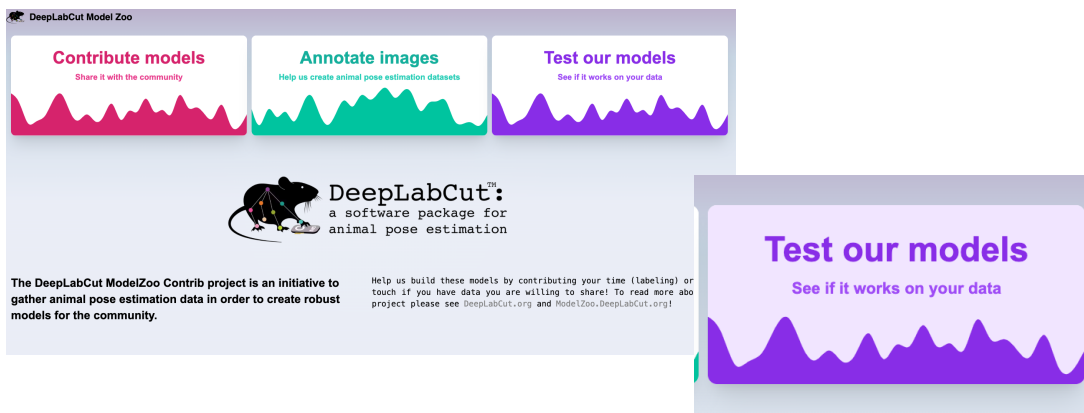 DeepLabCut Model Zoo
Contribute models
Share it with the community
Annotate images
Help us create animal pose estimation datasets
Test our models
See if it works on your data
DeepLabCut™:
a software package for
animal pose estimation
The DeepLabCut ModelZoo Contrib project is an initiative to
gather animal pose estimation data in order to create robust
models for the community.
Help us build these models by contributing your time (labeling) or
touch if you have data you are willing to share! To read more abo
project please see DeepLabCut.org and ModelZoo.DeepLabCut.org!
Test our models
See if it works on your data